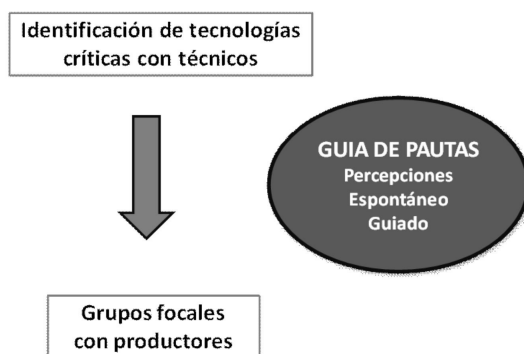 Identificación de tecnologías
críticas con técnicos
GUIA DE PAUTAS
Percepciones
Espontáneo
Guiado
Grupos focales
con productores